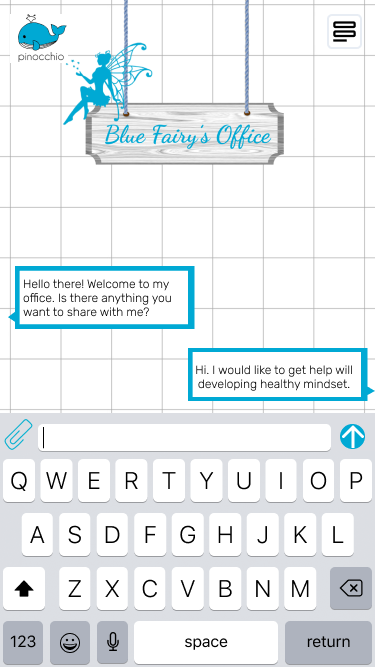 pinocchio
Blue Fairy's Office
Hello there! Welcome to my
office. Is there anything you
want to share with me?
Hi. I would like to get help will
developing healthy mindset.
Q W E R T Y U I O P
A S D F G H J K L
Z X C V B N M
123 space return